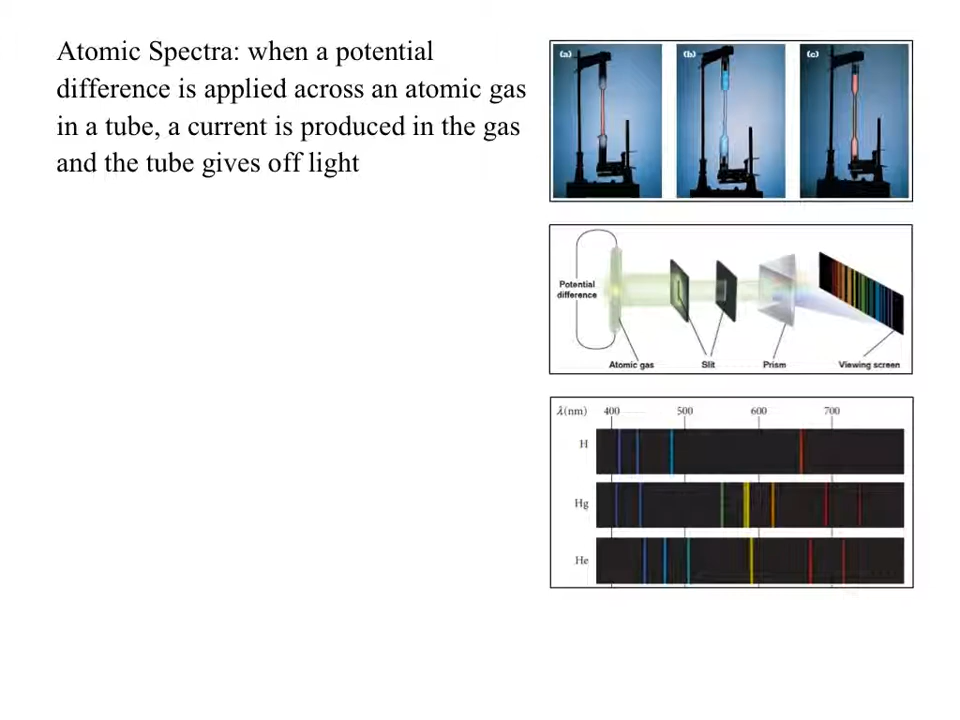 Atomic Spectra: when a potential
difference is applied across an atomic gas
in a tube, a current is produced in the gas
and the tube gives off light
(a) (b) (c)
Potential
difference
Atomic gas Slit Prism Viewing screen
λ(nm) 400 500 600 700
H
Hg
He